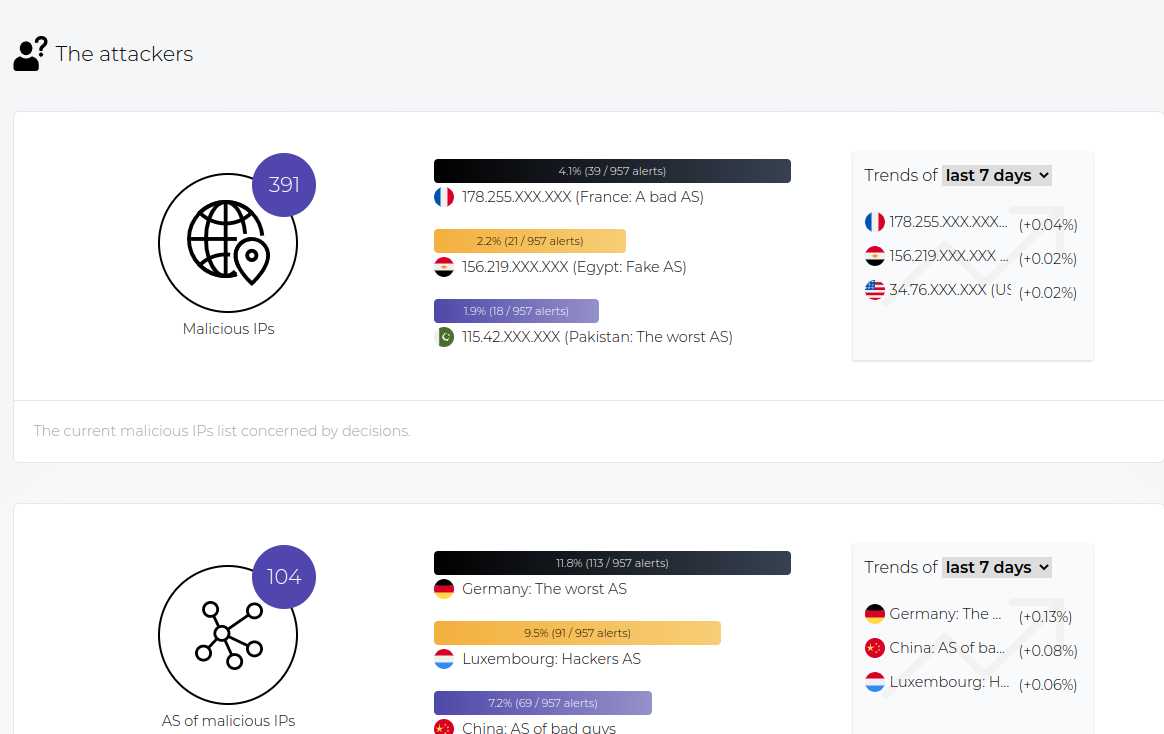 The attackers
391
Malicious IPs
4.1% (39 / 957 alerts)
178.255.XXX.XXX (France: A bad AS)
2.2% (21 / 957 alerts)
156.219.XXX.XXX (Egypt: Fake AS)
1.9% (18 / 957 alerts)
115.42.XXX.XXX (Pakistan: The worst AS)
Trends of last 7 days
178.255.XXX.XXX... (+0.04%)
156.219.XXX.XXX ... (+0.02%)
34.76.XXX.XXX (US (+0.02%)
The current malicious IPs list concerned by decisions.
104
AS of malicious IPs
11.8% (113 / 957 alerts)
Germany: The worst AS
9.5% (91 / 957 alerts)
Luxembourg: Hackers AS
7.2% (69 / 957 alerts)
China: AS of bad guys
Trends of last 7 days
Germany: The ... (+0.13%)
China: AS of ba... (+0.08%)
Luxembourg: H... (+0.06%)